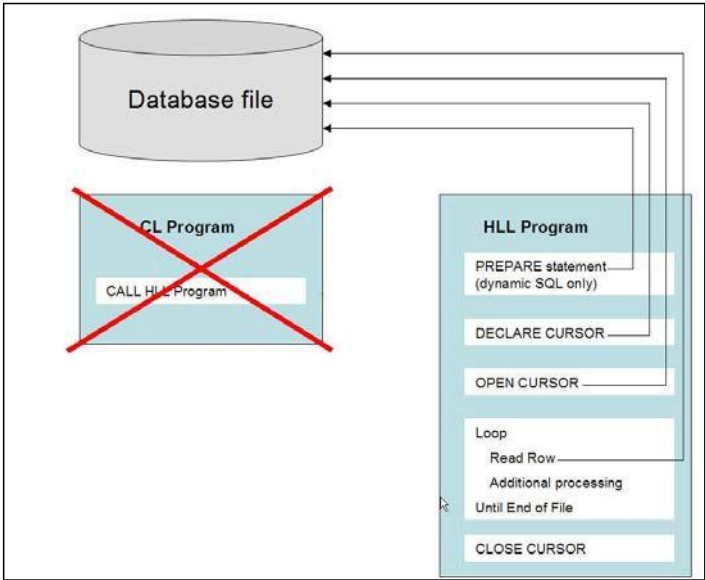 Database file
CL Program
CALL HLL Program
HLL Program
PREPARE statement
(dynamic SQL only)
DECLARE CURSOR
OPEN CURSOR
Loop
Read Row
Additional processing
Until End of File
CLOSE CURSOR